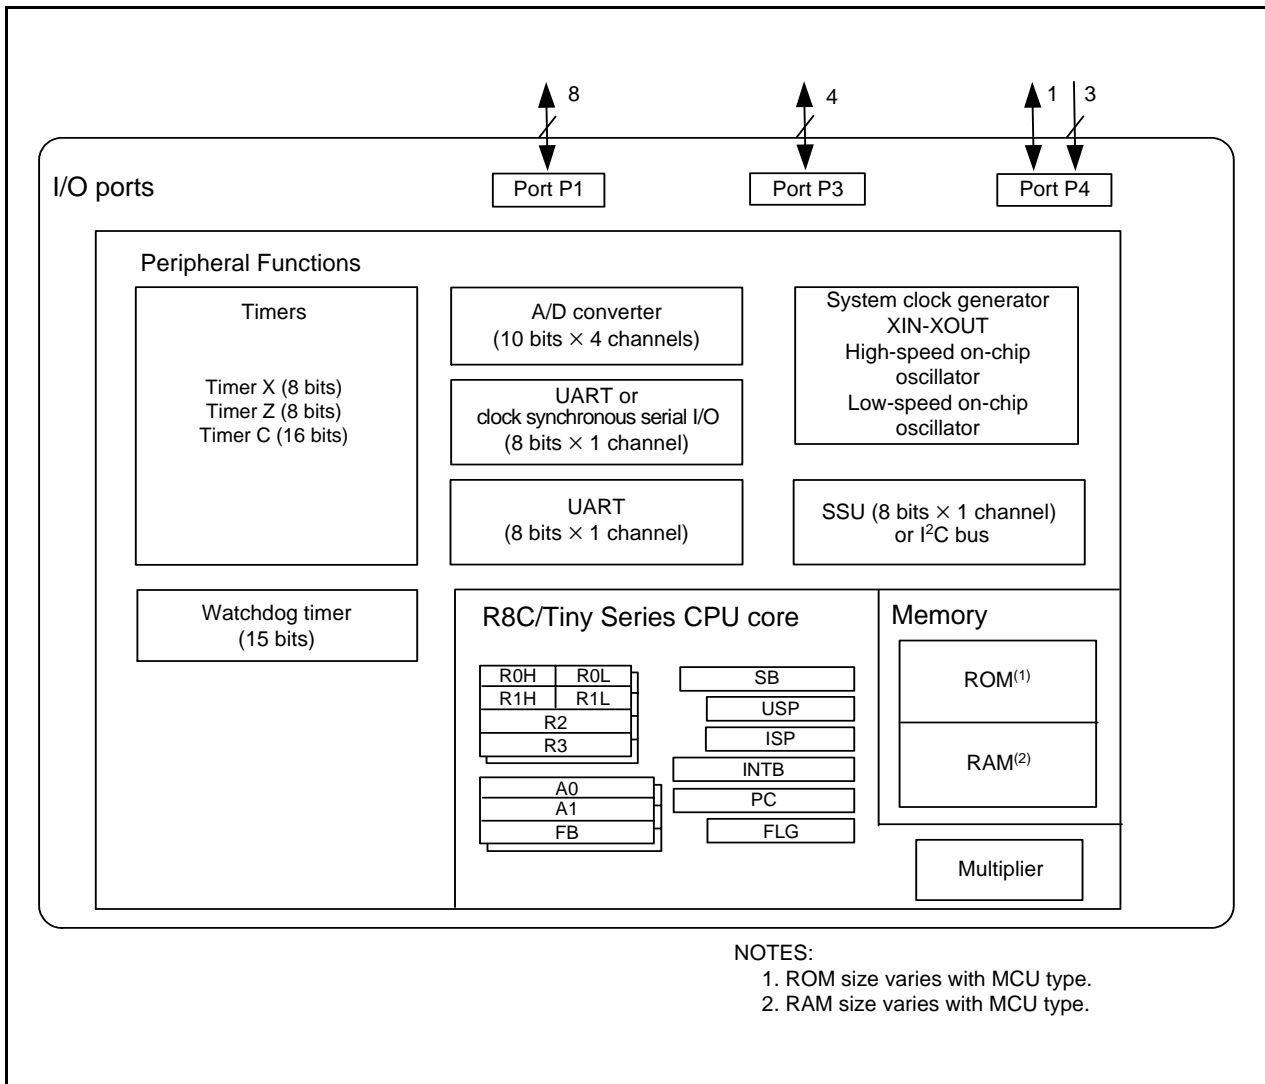 8
4
1
3
I/O ports
Port P1
Port P3
Port P4
Peripheral Functions
Timers
Timer X (8 bits)
Timer Z (8 bits)
Timer C (16 bits)
A/D converter
(10 bits × 4 channels)
UART or
clock synchronous serial I/O
(8 bits × 1 channel)
UART
(8 bits × 1 channel)
System clock generator
XIN-XOUT
High-speed on-chip
oscillator
Low-speed on-chip
oscillator
SSU (8 bits × 1 channel)
or I²C bus
Watchdog timer
(15 bits)
R8C/Tiny Series CPU core
R0H
R0L
R1H
R1L
R2
R3
A0
A1
FB
SB
USP
ISP
INTB
PC
FLG
Memory
ROM(1)
RAM(2)
Multiplier
NOTES:
1. ROM size varies with MCU type.
2. RAM size varies with MCU type.